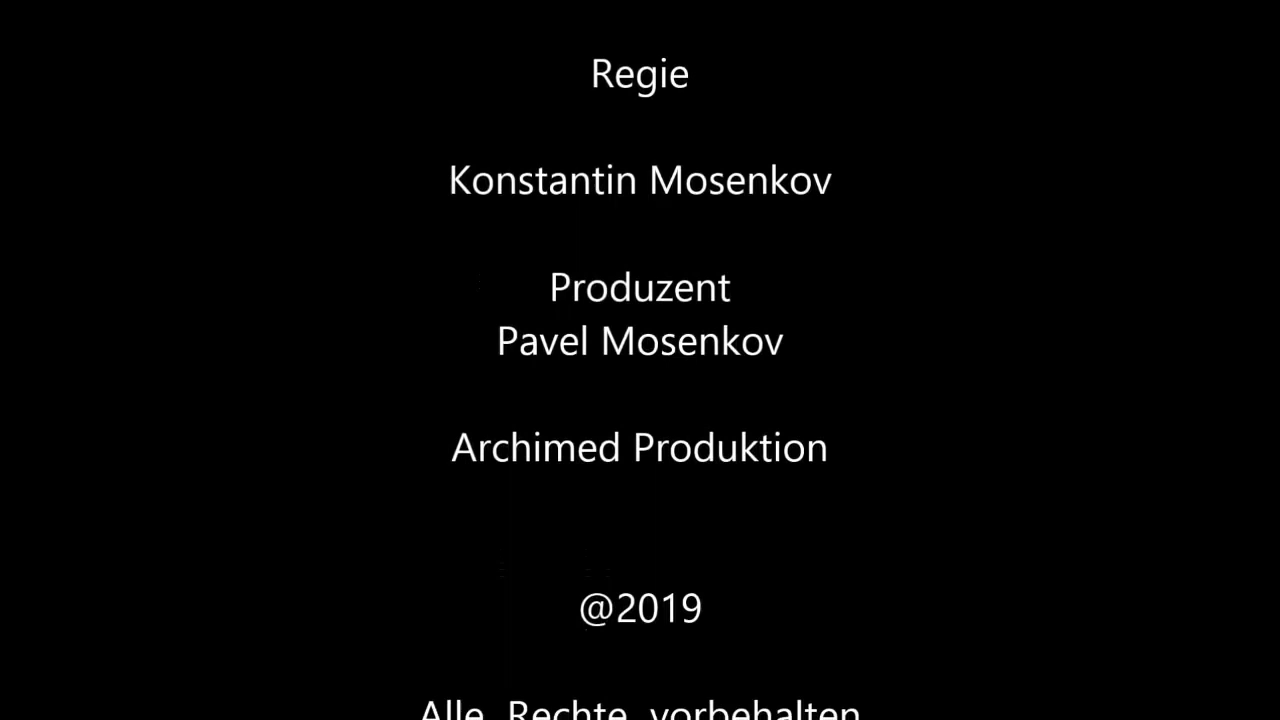 Regie
Konstantin Mosenkov
Produzent
Pavel Mosenkov
Archimed Produktion
@2019
Alle Rechte vorbehalten